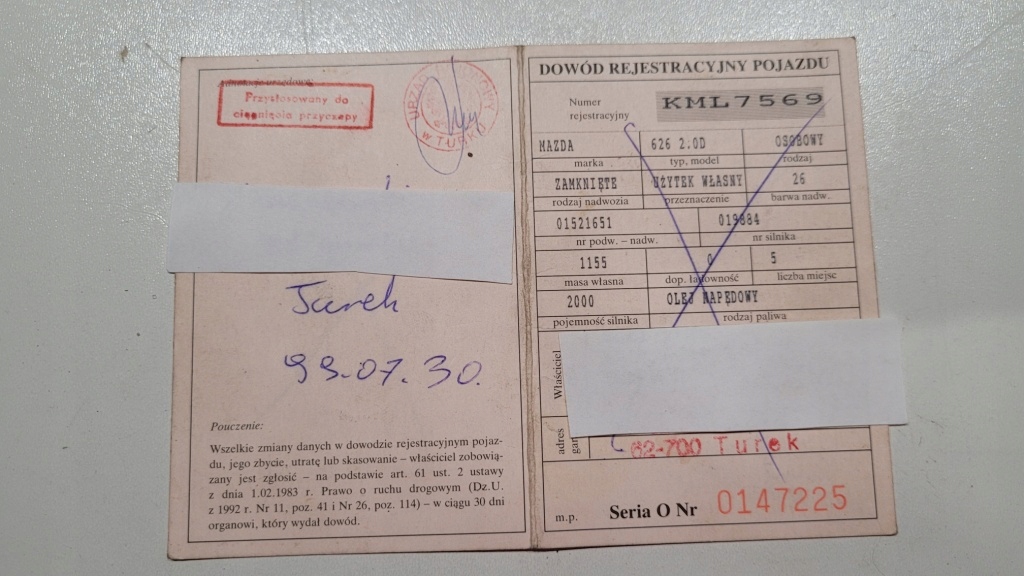 Adnotacje urzędowe:
Przystosowany do
ciągnięcia przyczepy
URZĄD
W TURKU
Turek
99.07.30.
Pouczenie:
Wszelkie zmiany danych w dowodzie rejestracyjnym pojaz-
du, jego zbycie, utratę lub skasowanie – właściciel zobowią-
zany jest zgłosić – na podstawie art. 61 ust. 2 ustawy
z dnia 1.02.1983 r. Prawo o ruchu drogowym (Dz.U.
z 1992 r. Nr 11, poz. 41 i Nr 26, poz. 114) – w ciągu 30 dni
organowi, który wydał dowód.
DOWÓD REJESTRACYJNY POJAZDU
Numer
rejestracyjny
KML7569
MAZDA 626 2.0D OSOBOWY
marka typ, model rodzaj
ZAMKNIĘTE UŻYTEK WŁASNY 26
rodzaj nadwozia przeznaczenie barwa nadw.
01521651 019884
nr podw. – nadw. nr silnika
1155 0 5
masa własna dop. ładowność liczba miejsc
2000 OLEJ NAPĘDOWY
pojemność silnika rodzaj paliwa
Właściciel
adres
62-700 Turek
m.p. Seria O Nr 0147225